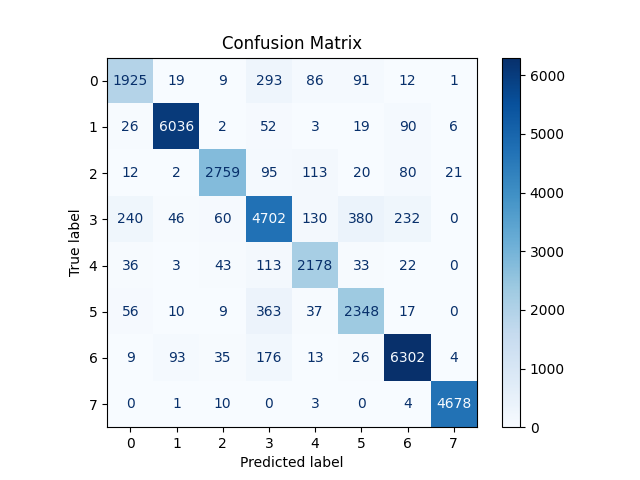 Confusion Matrix
0 1925 19 9 293 86 91 12 1
1 26 6036 2 52 3 19 90 6
2 12 2 2759 95 113 20 80 21
3 240 46 60 4702 130 380 232 0
4 36 3 43 113 2178 33 22 0
5 56 10 9 363 37 2348 17 0
6 9 93 35 176 13 26 6302 4
7 0 1 10 0 3 0 4 4678
0 1 2 3 4 5 6 7
Predicted label
True label
6000
5000
4000
3000
2000
1000
0